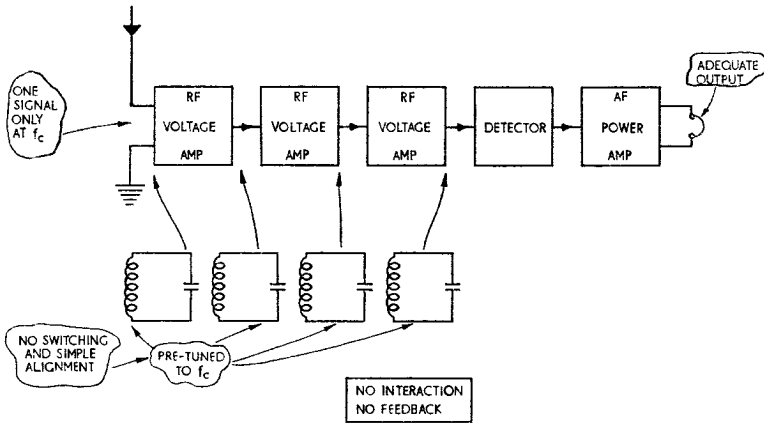 ONE
SIGNAL
ONLY
AT fc
RF
VOLTAGE
AMP
RF
VOLTAGE
AMP
RF
VOLTAGE
AMP
DETECTOR
AF
POWER
AMP
ADEQUATE
OUTPUT
NO SWITCHING
AND SIMPLE
ALIGNMENT
PRE-TUNED
TO fc
NO INTERACTION
NO FEEDBACK